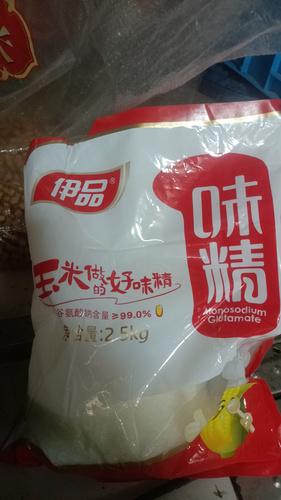 伊品®
味精
Monosodium
Glutamate
玉米做的好味精
谷氨酸钠含量≥99.0%
净含量:2.5kg